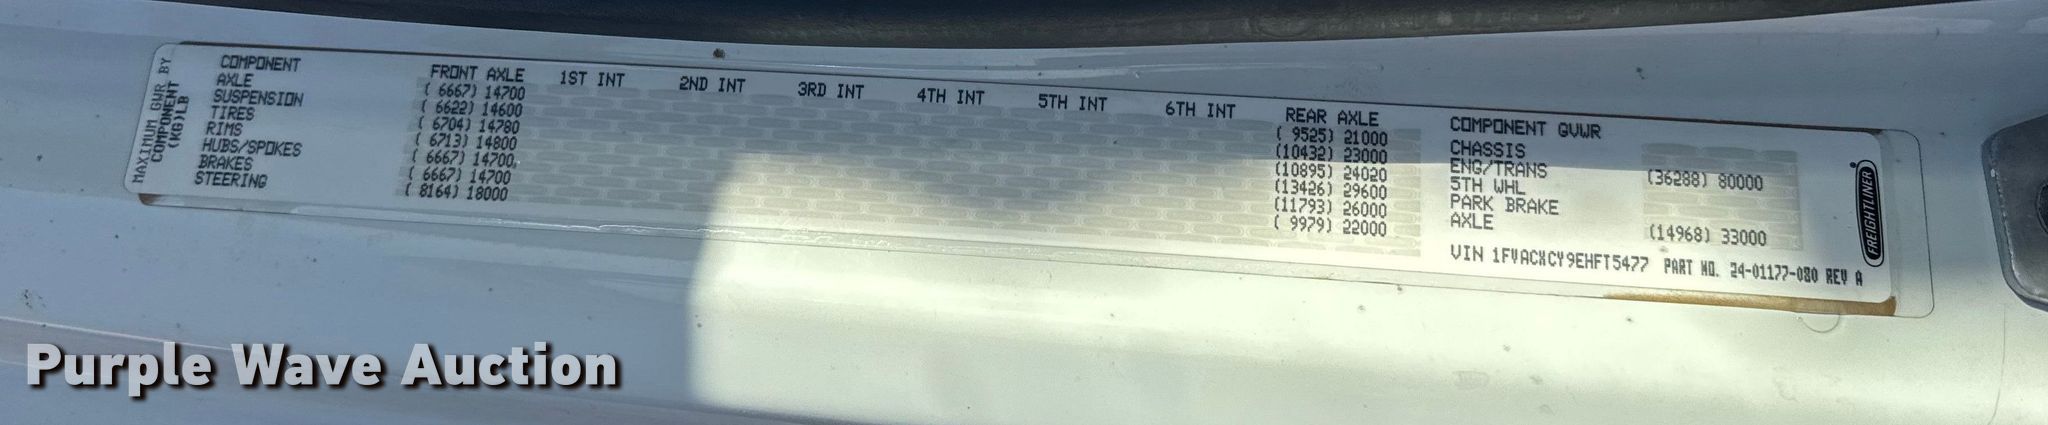 MAXIMUM GWR BY COMPONENT (KG)LB
COMPONENT FRONT AXLE 1ST INT 2ND INT 3RD INT 4TH INT 5TH INT 6TH INT REAR AXLE
AXLE ( 6667) 14700 ( 9525) 21000
SUSPENSION ( 6622) 14600 (10432) 23000
TIRES ( 6704) 14780 (10895) 24020
RIMS ( 6713) 14800 (13426) 29600
HUBS/SPOKES ( 6667) 14700 (11793) 26000
BRAKES ( 6667) 14700 ( 9979) 22000
STEERING ( 8164) 18000
COMPONENT GVWR
CHASSIS
ENG/TRANS (36288) 80000
5TH WHL
PARK BRAKE
AXLE (14968) 33000
VIN 1FVACXCY9EHFT5477 PART NO. 24-01177-080 REV A
FREIGHTLINER
Purple Wave Auction